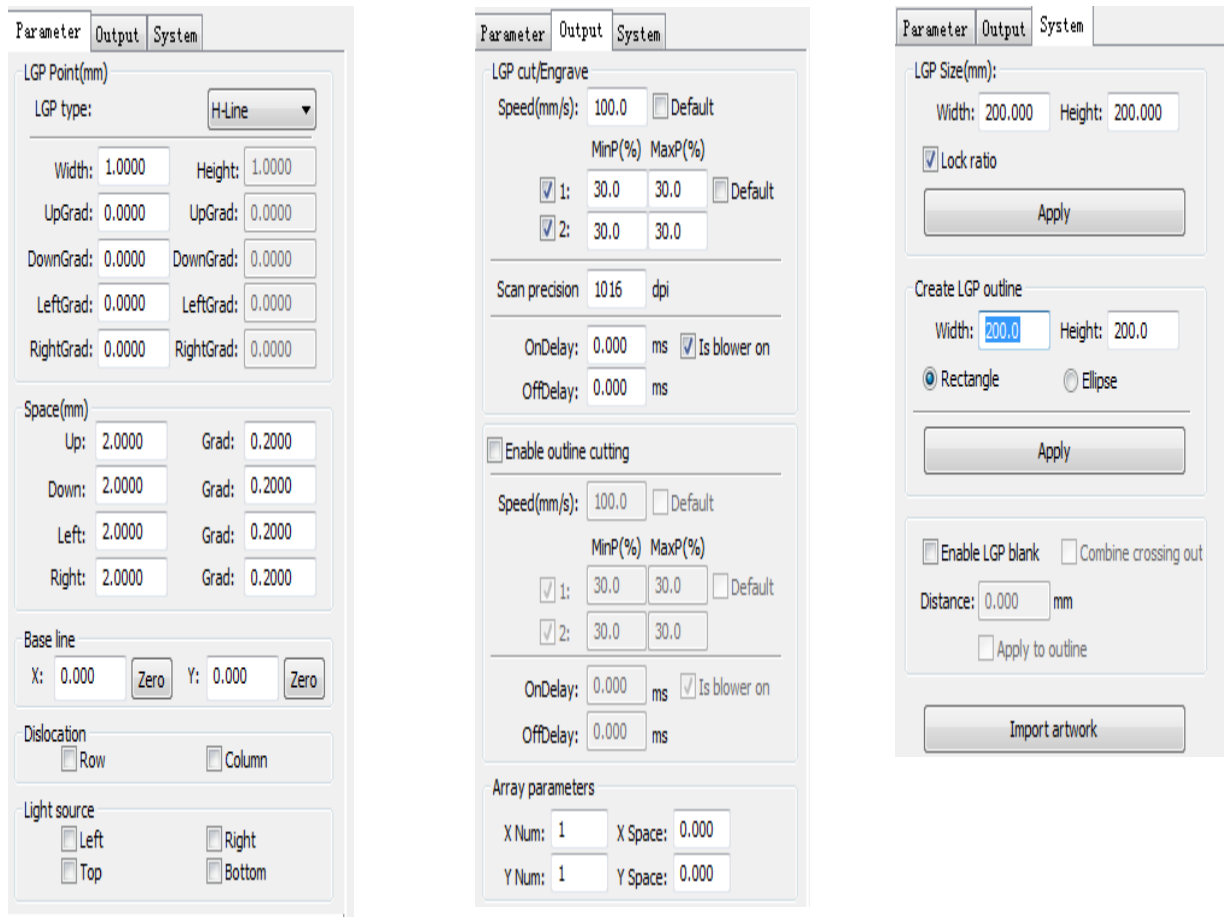 Parameter Output System
LGP Point(mm)
LGP type: H-Line
Width: 1.0000 Height: 1.0000
UpGrad: 0.0000 UpGrad: 0.0000
DownGrad: 0.0000 DownGrad: 0.0000
LeftGrad: 0.0000 LeftGrad: 0.0000
RightGrad: 0.0000 RightGrad: 0.0000
Space(mm)
Up: 2.0000 Grad: 0.2000
Down: 2.0000 Grad: 0.2000
Left: 2.0000 Grad: 0.2000
Right: 2.0000 Grad: 0.2000
Base line
X: 0.000 Zero Y: 0.000 Zero
Dislocation
Row Column
Light source
Left Right
Top Bottom
Parameter Output System
LGP cut/Engrave
Speed(mm/s): 100.0 Default
MinP(%) MaxP(%)
1: 30.0 30.0 Default
2: 30.0 30.0
Scan precision 1016 dpi
OnDelay: 0.000 ms Is blower on
OffDelay: 0.000 ms
Enable outline cutting
Speed(mm/s): 100.0 Default
MinP(%) MaxP(%)
1: 30.0 30.0 Default
2: 30.0 30.0
OnDelay: 0.000 ms Is blower on
OffDelay: 0.000 ms
Array parameters
X Num: 1 X Space: 0.000
Y Num: 1 Y Space: 0.000
Parameter Output System
LGP Size(mm):
Width: 200.000 Height: 200.000
Lock ratio
Apply
Create LGP outline
Width: 200.0 Height: 200.0
Rectangle Ellipse
Apply
Enable LGP blank Combine crossing out
Distance: 0.000 mm
Apply to outline
Import artwork